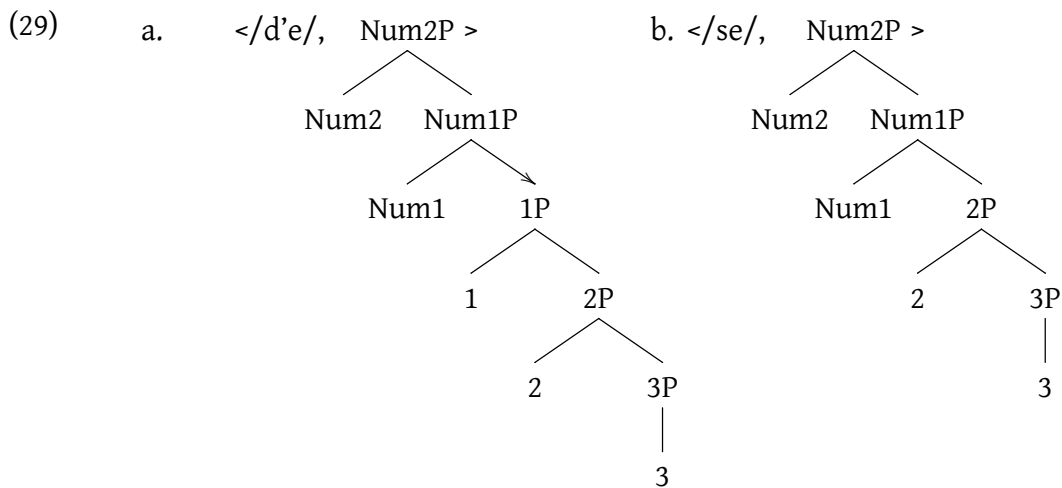 (29) a. </d’e/, Num2P > b. </se/, Num2P >
Num2 Num1P Num2 Num1P
Num1 1P Num1 2P
1 2P 2 3P
2 3P 3
3